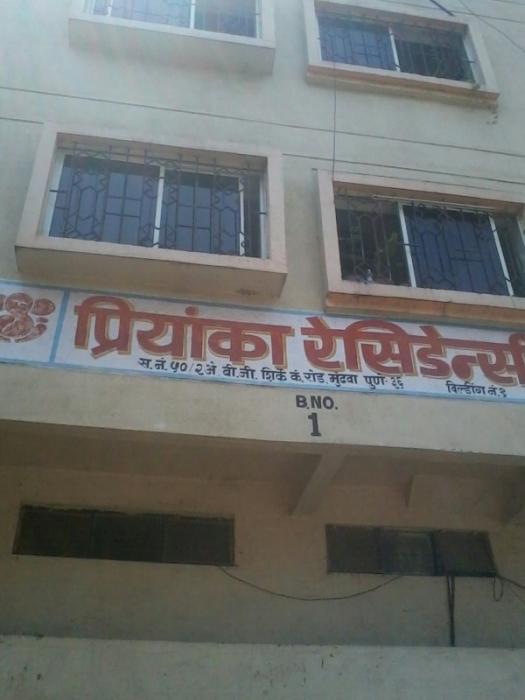 प्रियांका रेसिडेन्सी
स.नं.५०/२अे बी.जी. शिर्के कं.रोड, मुंढवा पुणे-३६ बिल्डींग नं.१
B.NO.
1